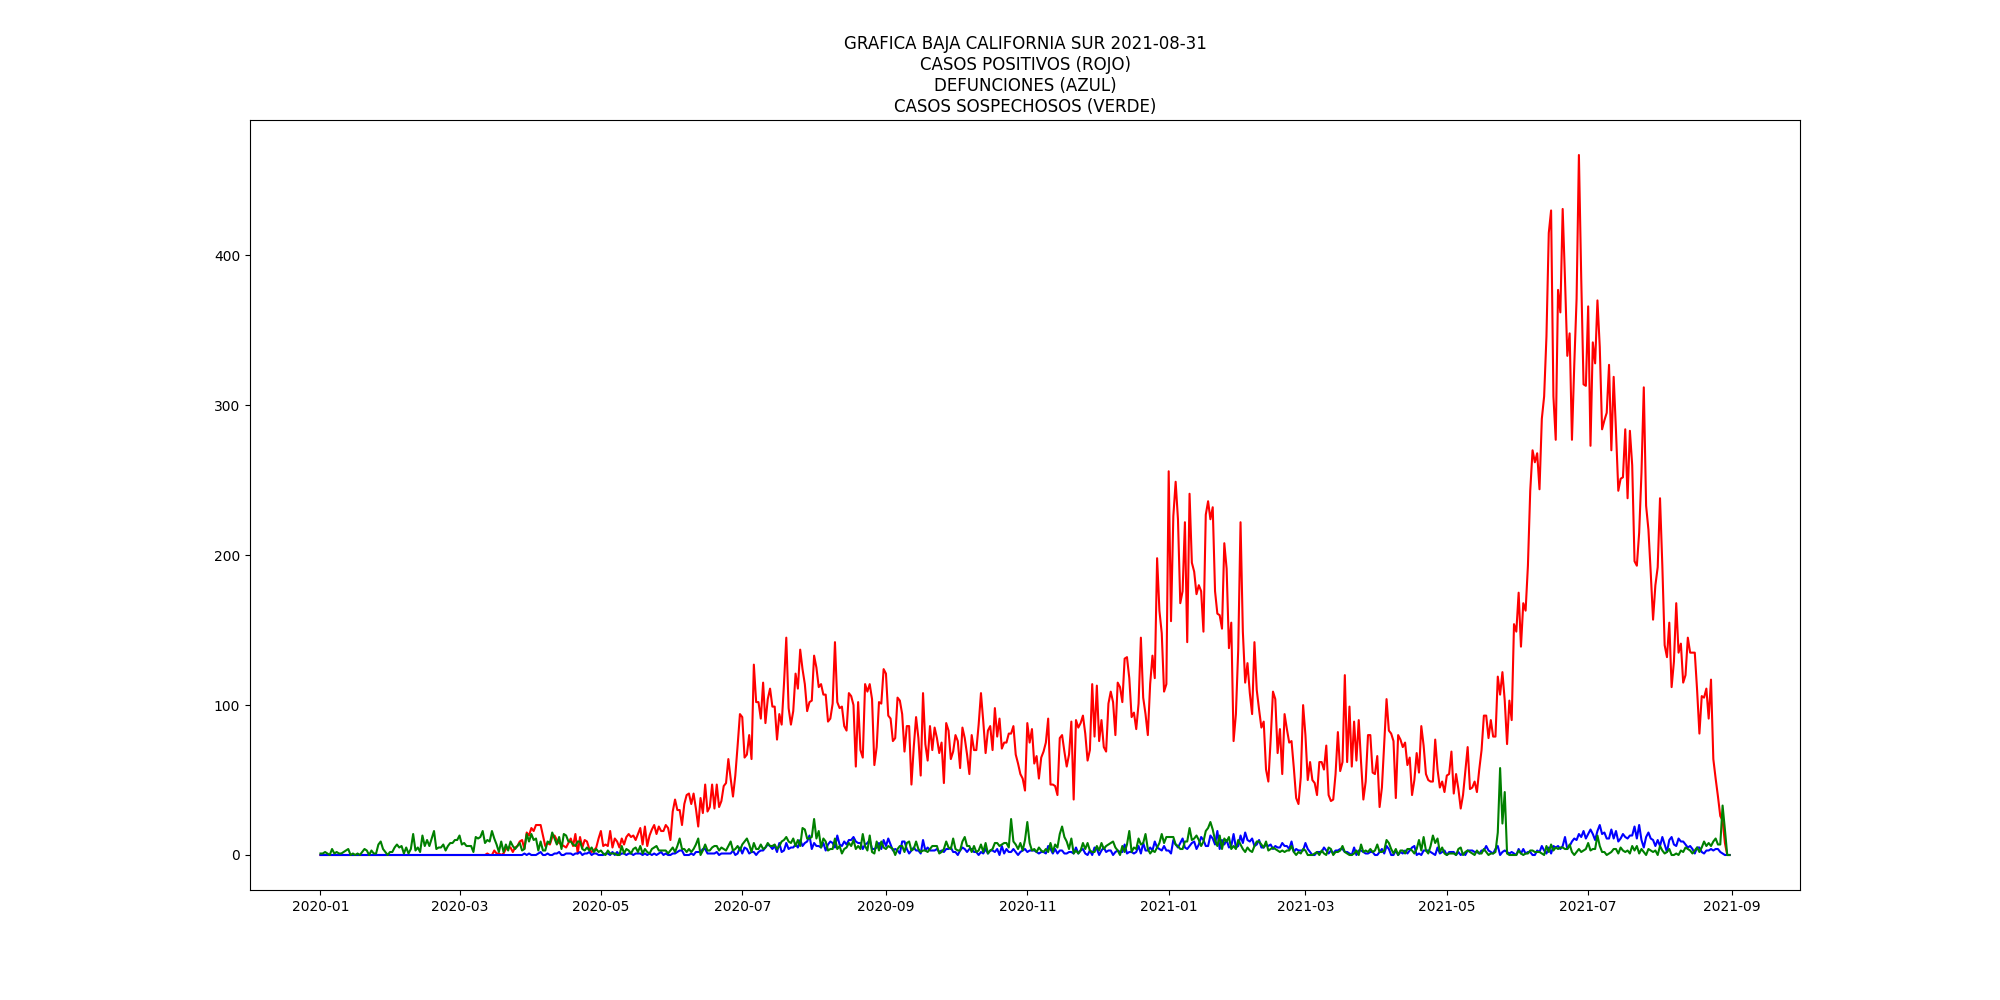 GRAFICA BAJA CALIFORNIA SUR 2021-08-31
CASOS POSITIVOS (ROJO)
DEFUNCIONES (AZUL)
CASOS SOSPECHOSOS (VERDE)
400
300
200
100
0
2020-01 2020-03 2020-05 2020-07 2020-09 2020-11 2021-01 2021-03 2021-05 2021-07 2021-09